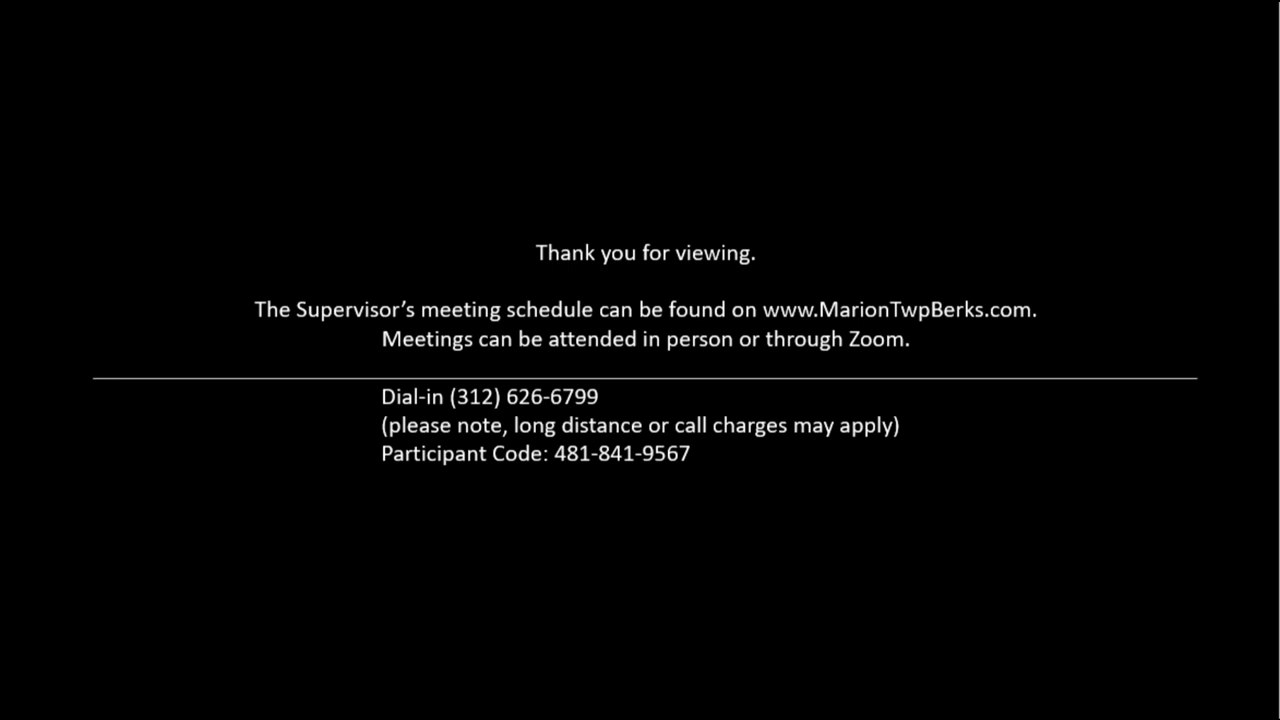 Thank you for viewing.
The Supervisor’s meeting schedule can be found on www.MarionTwpBerks.com.
Meetings can be attended in person or through Zoom.
Dial-in (312) 626-6799
(please note, long distance or call charges may apply)
Participant Code: 481-841-9567